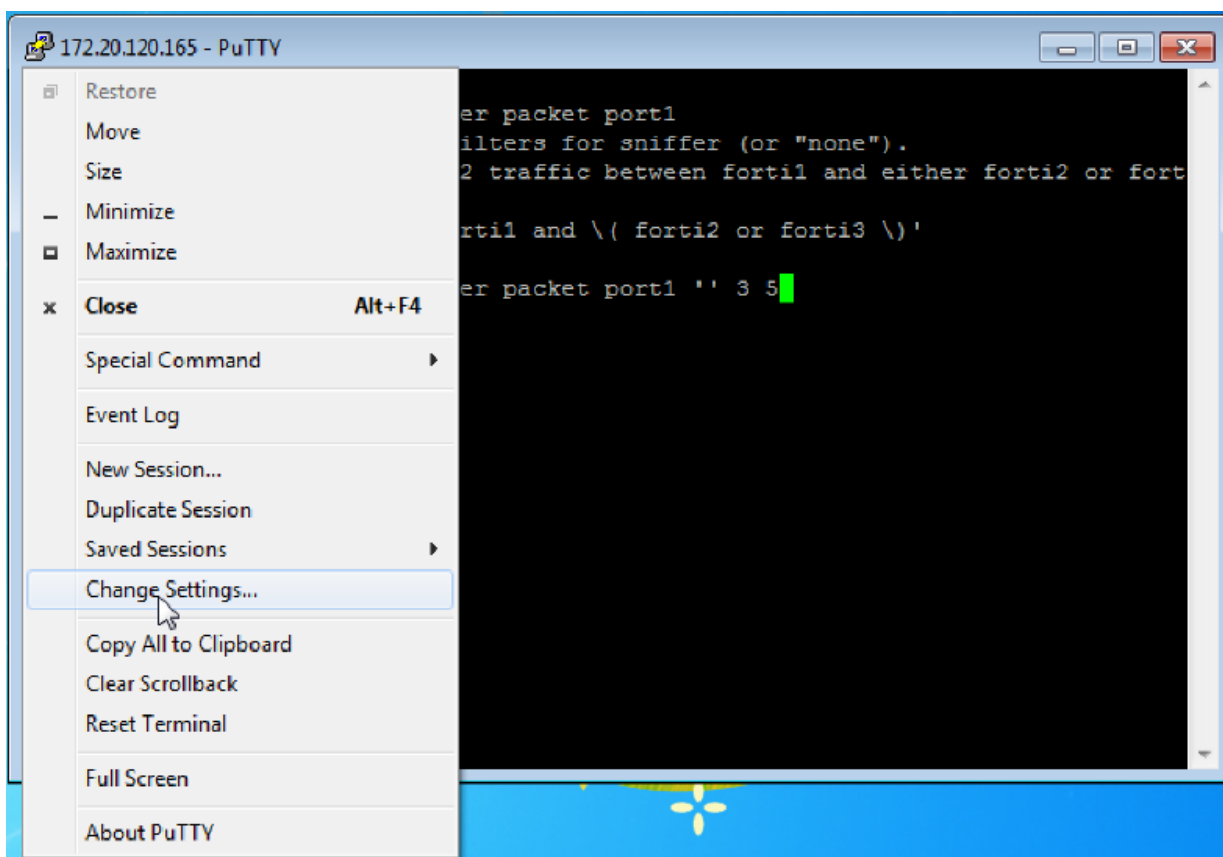 172.20.120.165 - PuTTY
Restore
Move
Size
Minimize
Maximize
Close Alt+F4
Special Command
Event Log
New Session...
Duplicate Session
Saved Sessions
Change Settings...
Copy All to Clipboard
Clear Scrollback
Reset Terminal
Full Screen
About PuTTY
er packet port1
ilters for sniffer (or "none").
2 traffic between forti1 and either forti2 or fort
rti1 and \( forti2 or forti3 \)'
er packet port1 '' 3 5